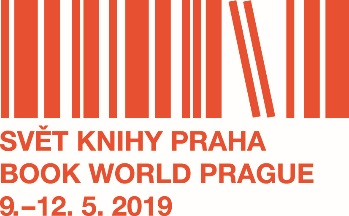 SVĚT KNIHY PRAHA
BOOK WORLD PRAGUE
9.–12. 5. 2019